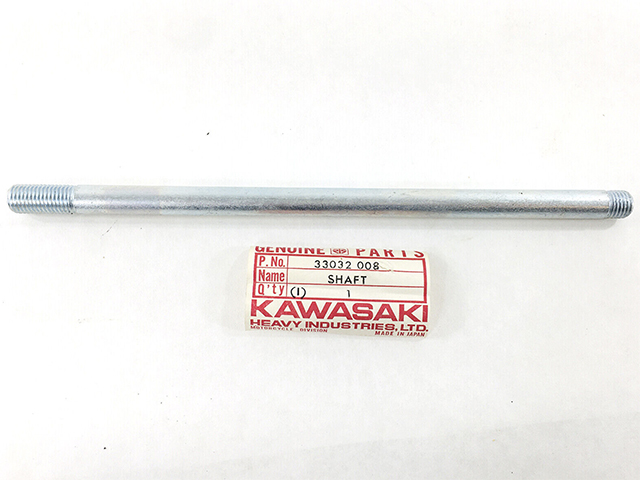 GENUINE PARTS
P. No. 33032 008
Name SHAFT
Q'ty (1) 1
KAWASAKI
HEAVY INDUSTRIES, LTD.
MOTORCYCLE DIVISION MADE IN JAPAN